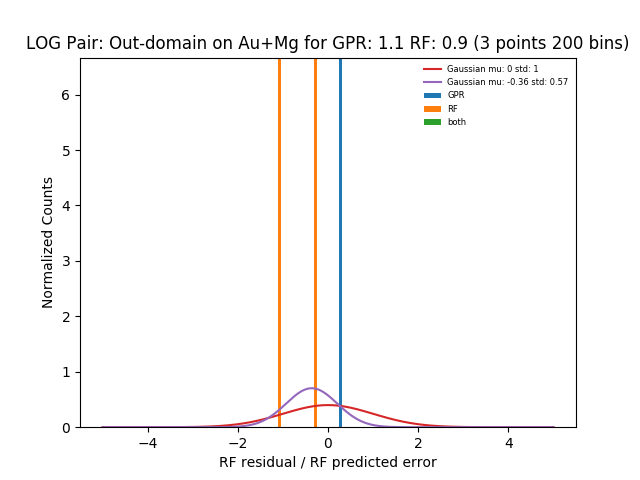 LOG Pair: Out-domain on Au+Mg for GPR: 1.1 RF: 0.9 (3 points 200 bins)
Gaussian mu: 0 std: 1
Gaussian mu: -0.36 std: 0.57
GPR
RF
both
Normalized Counts
6
5
4
3
2
1
0
−4 −2 0 2 4
RF residual / RF predicted error